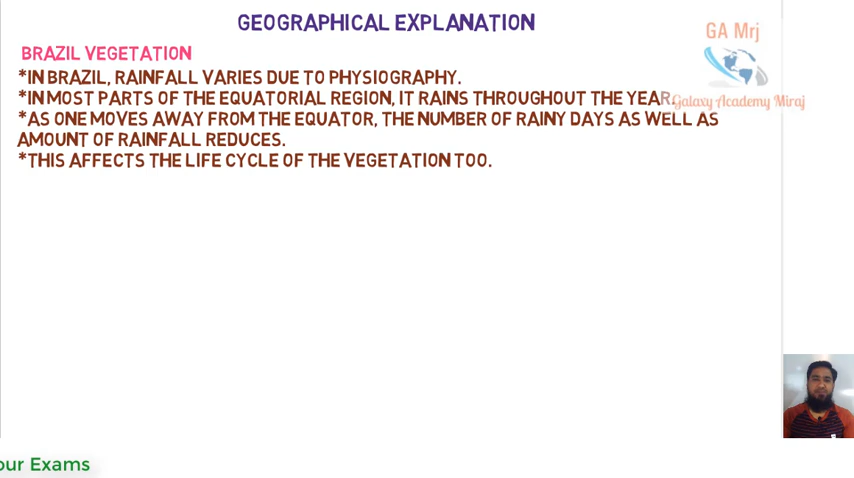 GEOGRAPHICAL EXPLANATION
GA Mrj
BRAZIL VEGETATION
*IN BRAZIL, RAINFALL VARIES DUE TO PHYSIOGRAPHY.
*IN MOST PARTS OF THE EQUATORIAL REGION, IT RAINS THROUGHOUT THE YEAR.
Galaxy Academy Miraj
*AS ONE MOVES AWAY FROM THE EQUATOR, THE NUMBER OF RAINY DAYS AS WELL AS
AMOUNT OF RAINFALL REDUCES.
*THIS AFFECTS THE LIFE CYCLE OF THE VEGETATION TOO.
our Exams